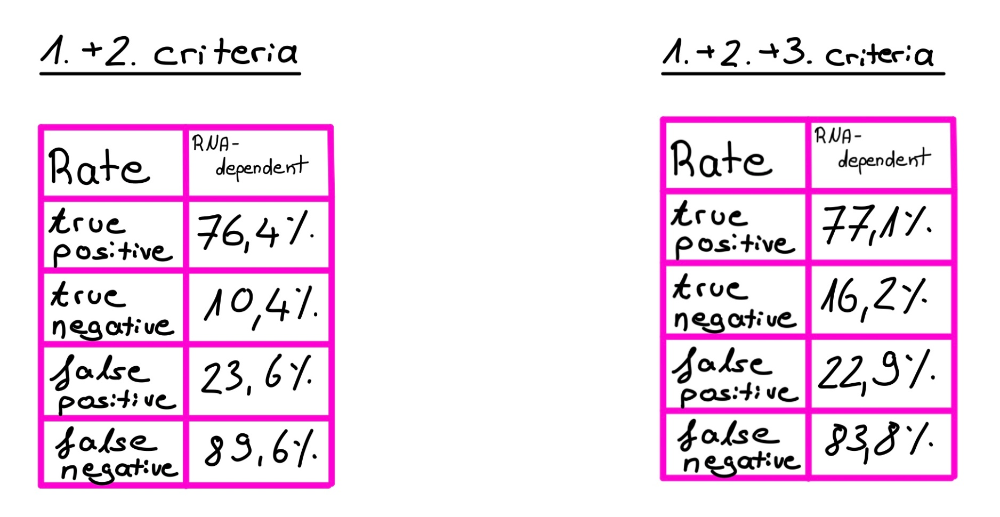 1. +2. criteria
Rate
RNA-
dependent
true
positive
76,4%
true
negative
10,4%
false
positive
23,6%
false
negative
89,6%
1. +2. +3. criteria
Rate
RNA-
dependent
true
positive
77,1%
true
negative
16,2%
false
positive
22,9%
false
negative
83,8%